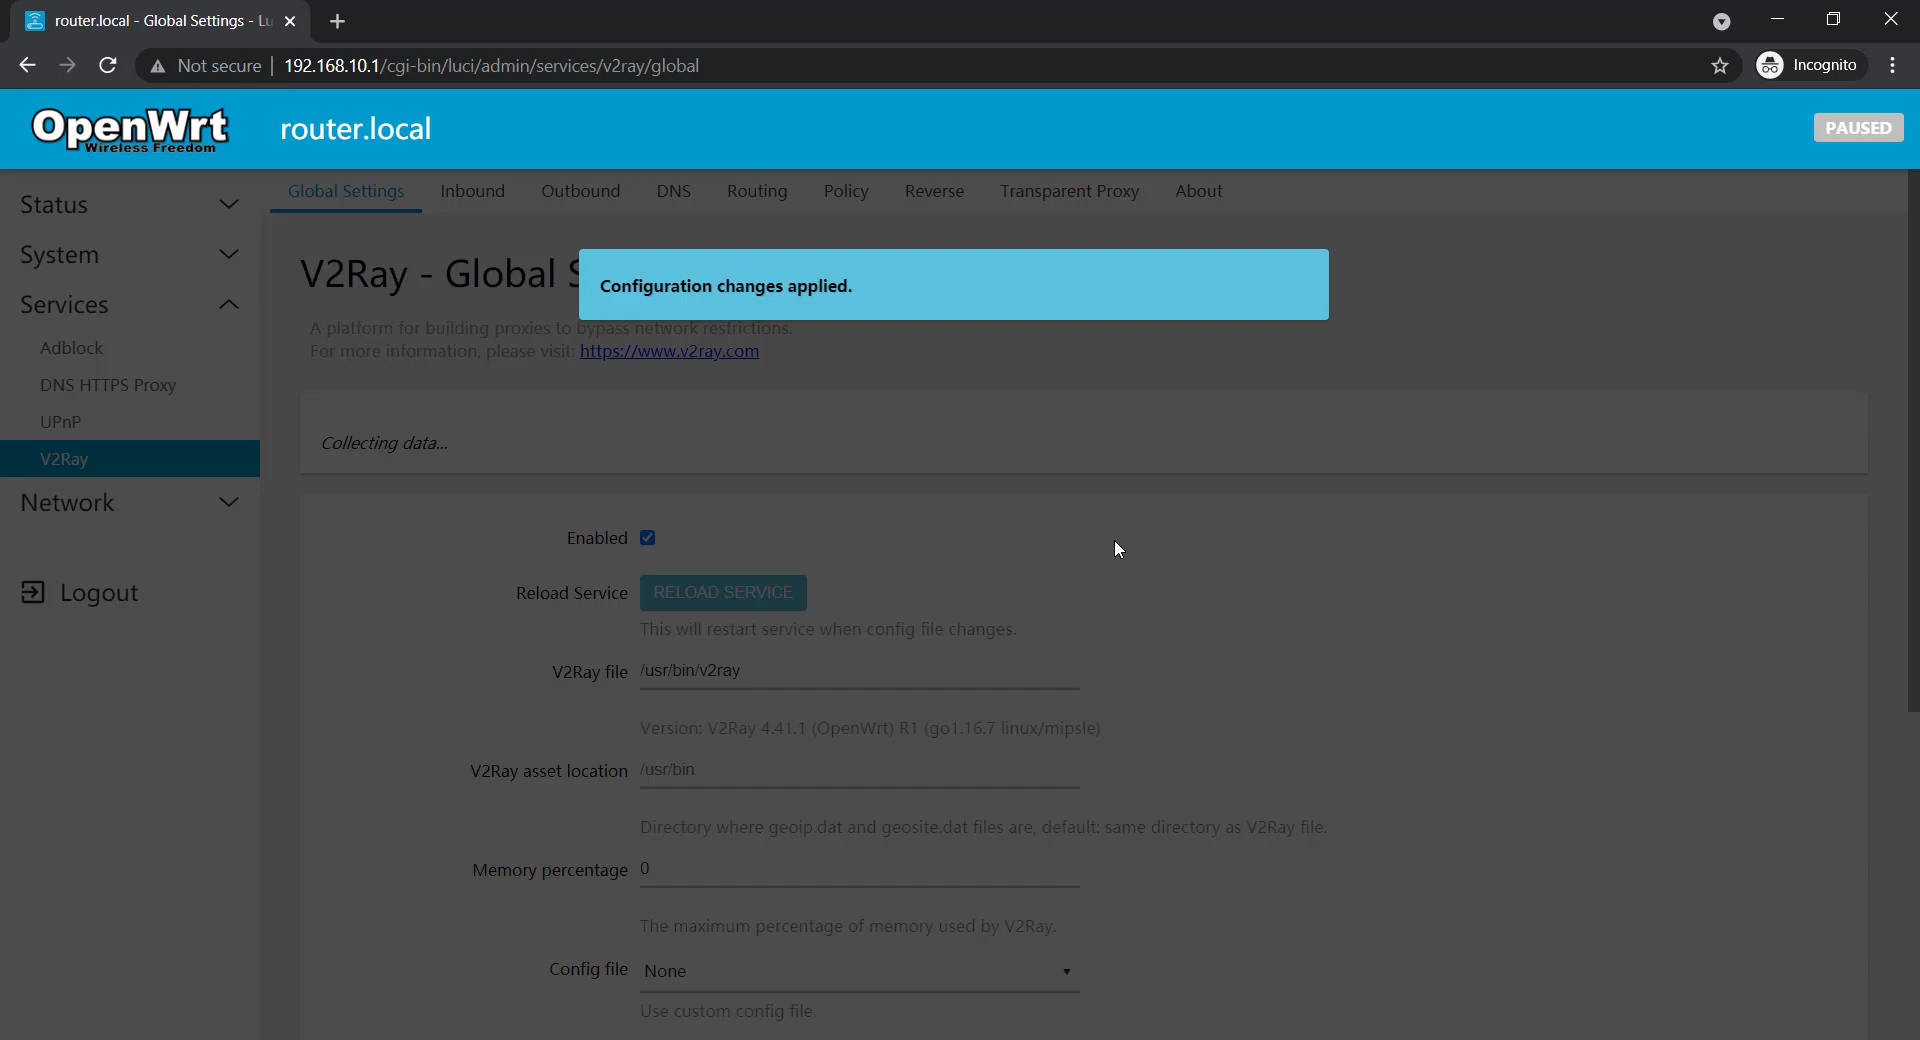 router.local - Global Settings - Lu
Not secure
192.168.10.1/cgi-bin/luci/admin/services/v2ray/global
Incognito
OpenWrt
Wireless Freedom
router.local
PAUSED
Status
System
Services
Adblock
DNS HTTPS Proxy
UPnP
V2Ray
Network
Logout
Global Settings Inbound Outbound DNS Routing Policy Reverse Transparent Proxy About
V2Ray - Global S
Configuration changes applied.
A platform for building proxies to bypass network restrictions.
For more information, please visit: https://www.v2ray.com
Collecting data...
Enabled
Reload Service RELOAD SERVICE
This will restart service when config file changes.
V2Ray file /usr/bin/v2ray
Version: V2Ray 4.41.1 (OpenWrt) R1 (go1.16.7 linux/mipsle)
V2Ray asset location /usr/bin
Directory where geoip.dat and geosite.dat files are, default: same directory as V2Ray file.
Memory percentage 0
The maximum percentage of memory used by V2Ray.
Config file None
Use custom config file.